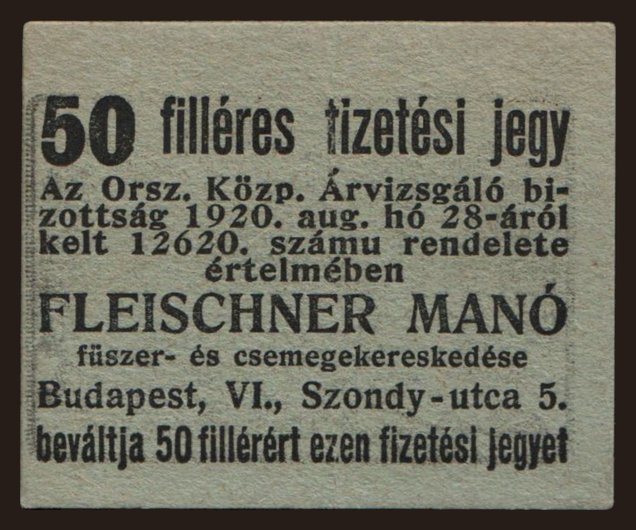 50 filléres fizetési jegy
Az Orsz. Közp. Árvizsgáló bi-
zottság 1920. aug. hó 28-áról
kelt 12620. számu rendelete
értelmében
FLEISCHNER MANÓ
füszer- és csemegekereskedése
Budapest, VI., Szondy-utca 5.
beváltja 50 fillérért ezen fizetési jegyet